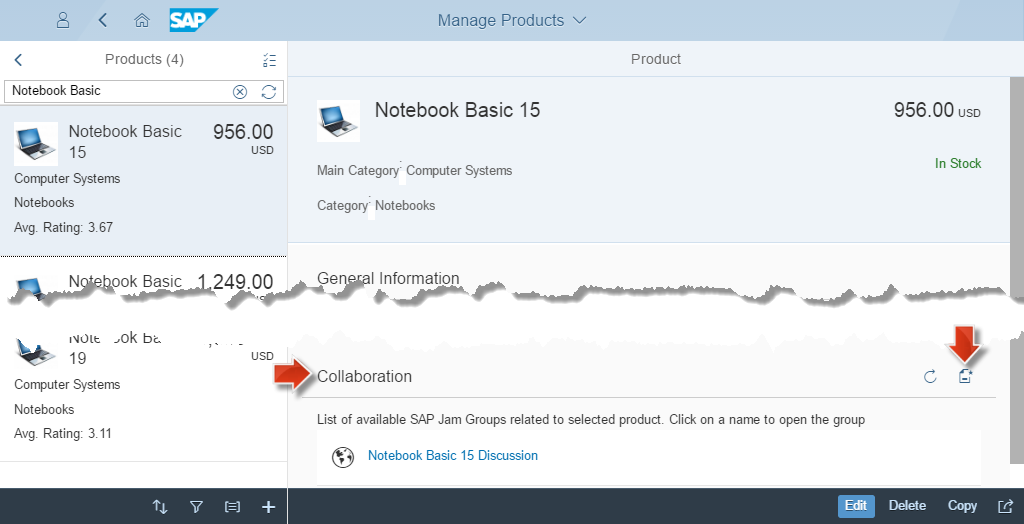 SAP
Manage Products
Products (4)
Product
Notebook Basic
Notebook Basic 15
956.00
USD
Computer Systems
Notebooks
Avg. Rating: 3.67
Notebook Basic
1,249.00
19
USD
Computer Systems
Notebooks
Avg. Rating: 3.11
Notebook Basic 15
956.00 USD
Main Category: Computer Systems
In Stock
Category: Notebooks
General Information
Collaboration
List of available SAP Jam Groups related to selected product. Click on a name to open the group
Notebook Basic 15 Discussion
Edit
Delete
Copy